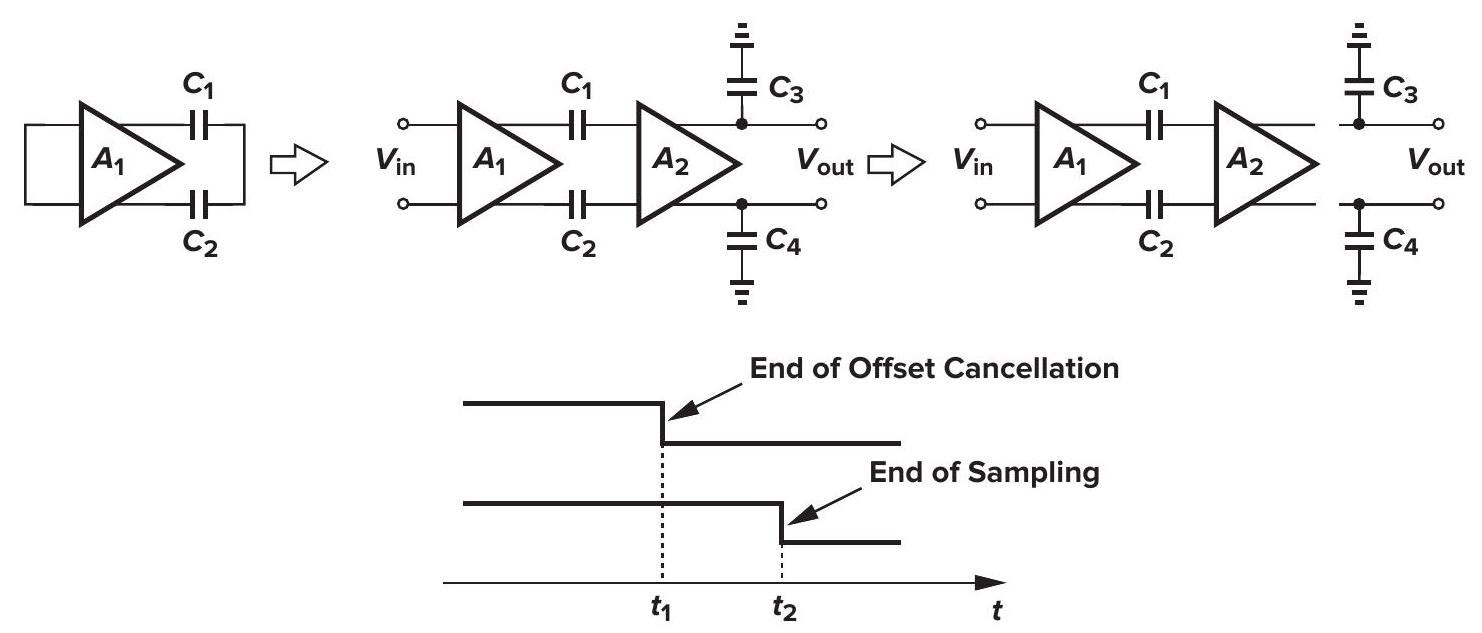 C1
A1
C2
C1
C3
Vin
A1
A2
Vout
C2
C4
C1
C3
Vin
A1
A2
Vout
C2
C4
End of Offset Cancellation
End of Sampling
t1
t2
t